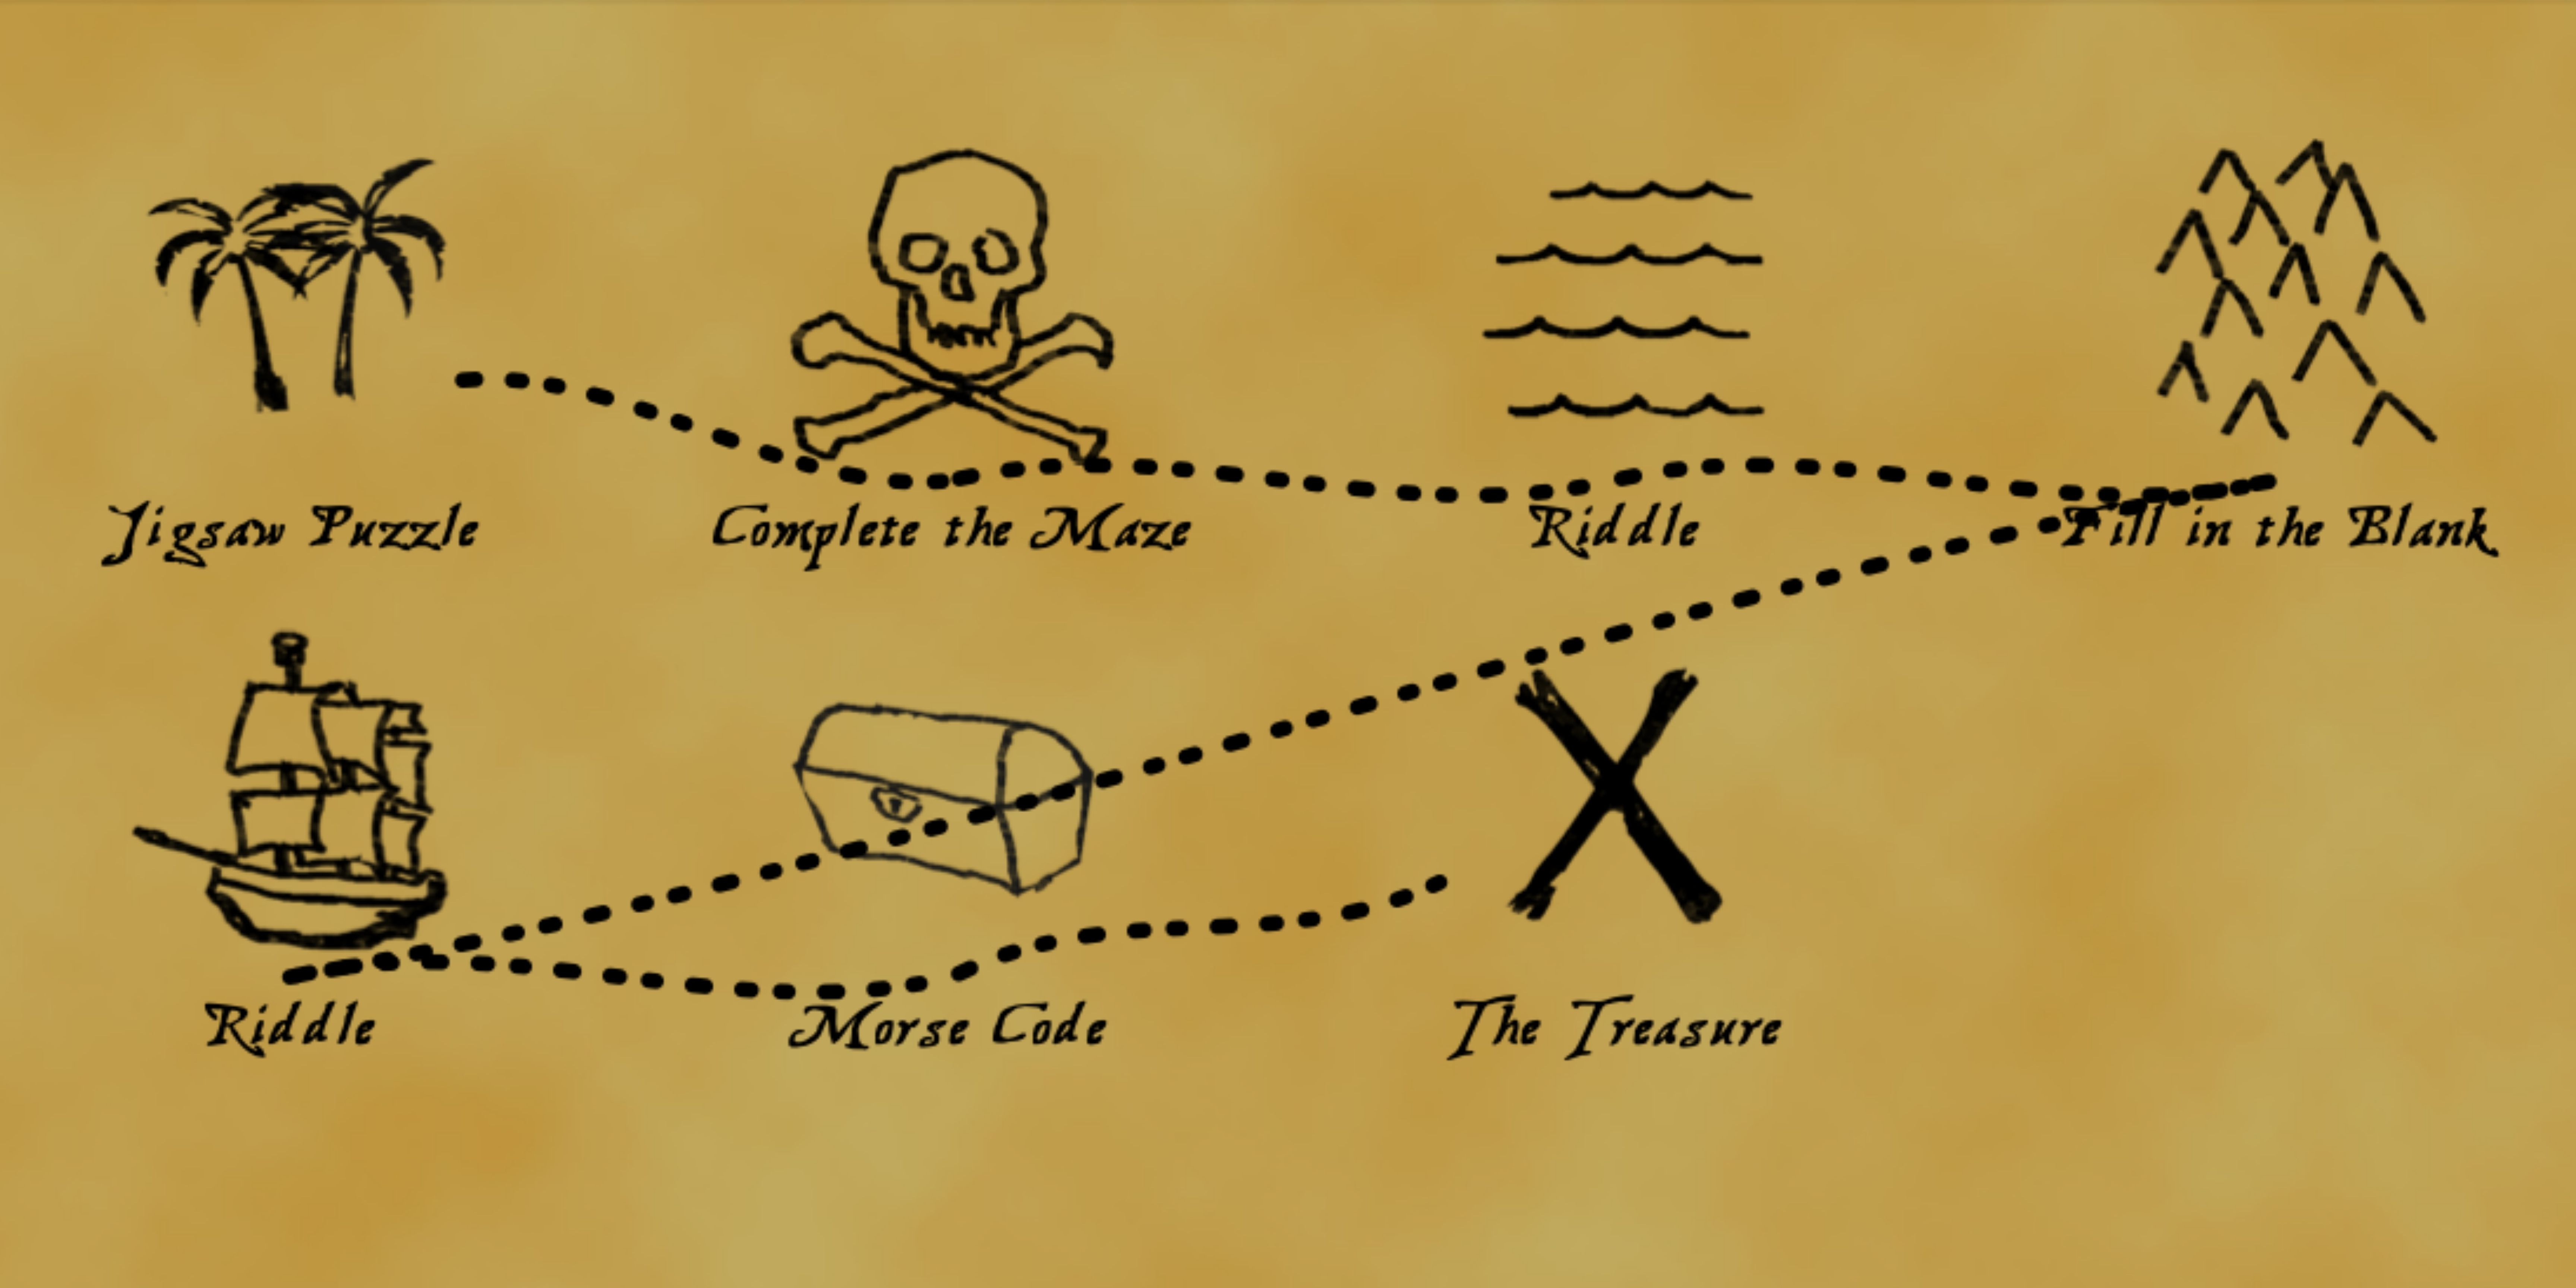 Jigsaw Puzzle
Complete the Maze
Riddle
Fill in the Blank
Riddle
Morse Code
The Treasure